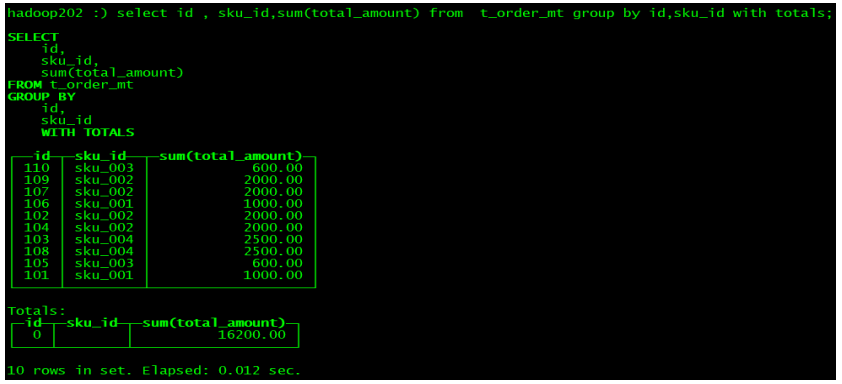 hadoop202 :) select id , sku_id,sum(total_amount) from  t_order_mt group by id,sku_id with totals;
SELECT
    id,
    sku_id,
    sum(total_amount)
FROM t_order_mt
GROUP BY
    id,
    sku_id
    WITH TOTALS
id sku_id sum(total_amount)
110 sku_003 600.00
109 sku_002 2000.00
107 sku_002 2000.00
106 sku_001 1000.00
102 sku_002 2000.00
104 sku_002 2000.00
103 sku_004 2500.00
108 sku_004 2500.00
105 sku_003 600.00
101 sku_001 1000.00
Totals:
id sku_id sum(total_amount)
0 16200.00
10 rows in set. Elapsed: 0.012 sec.